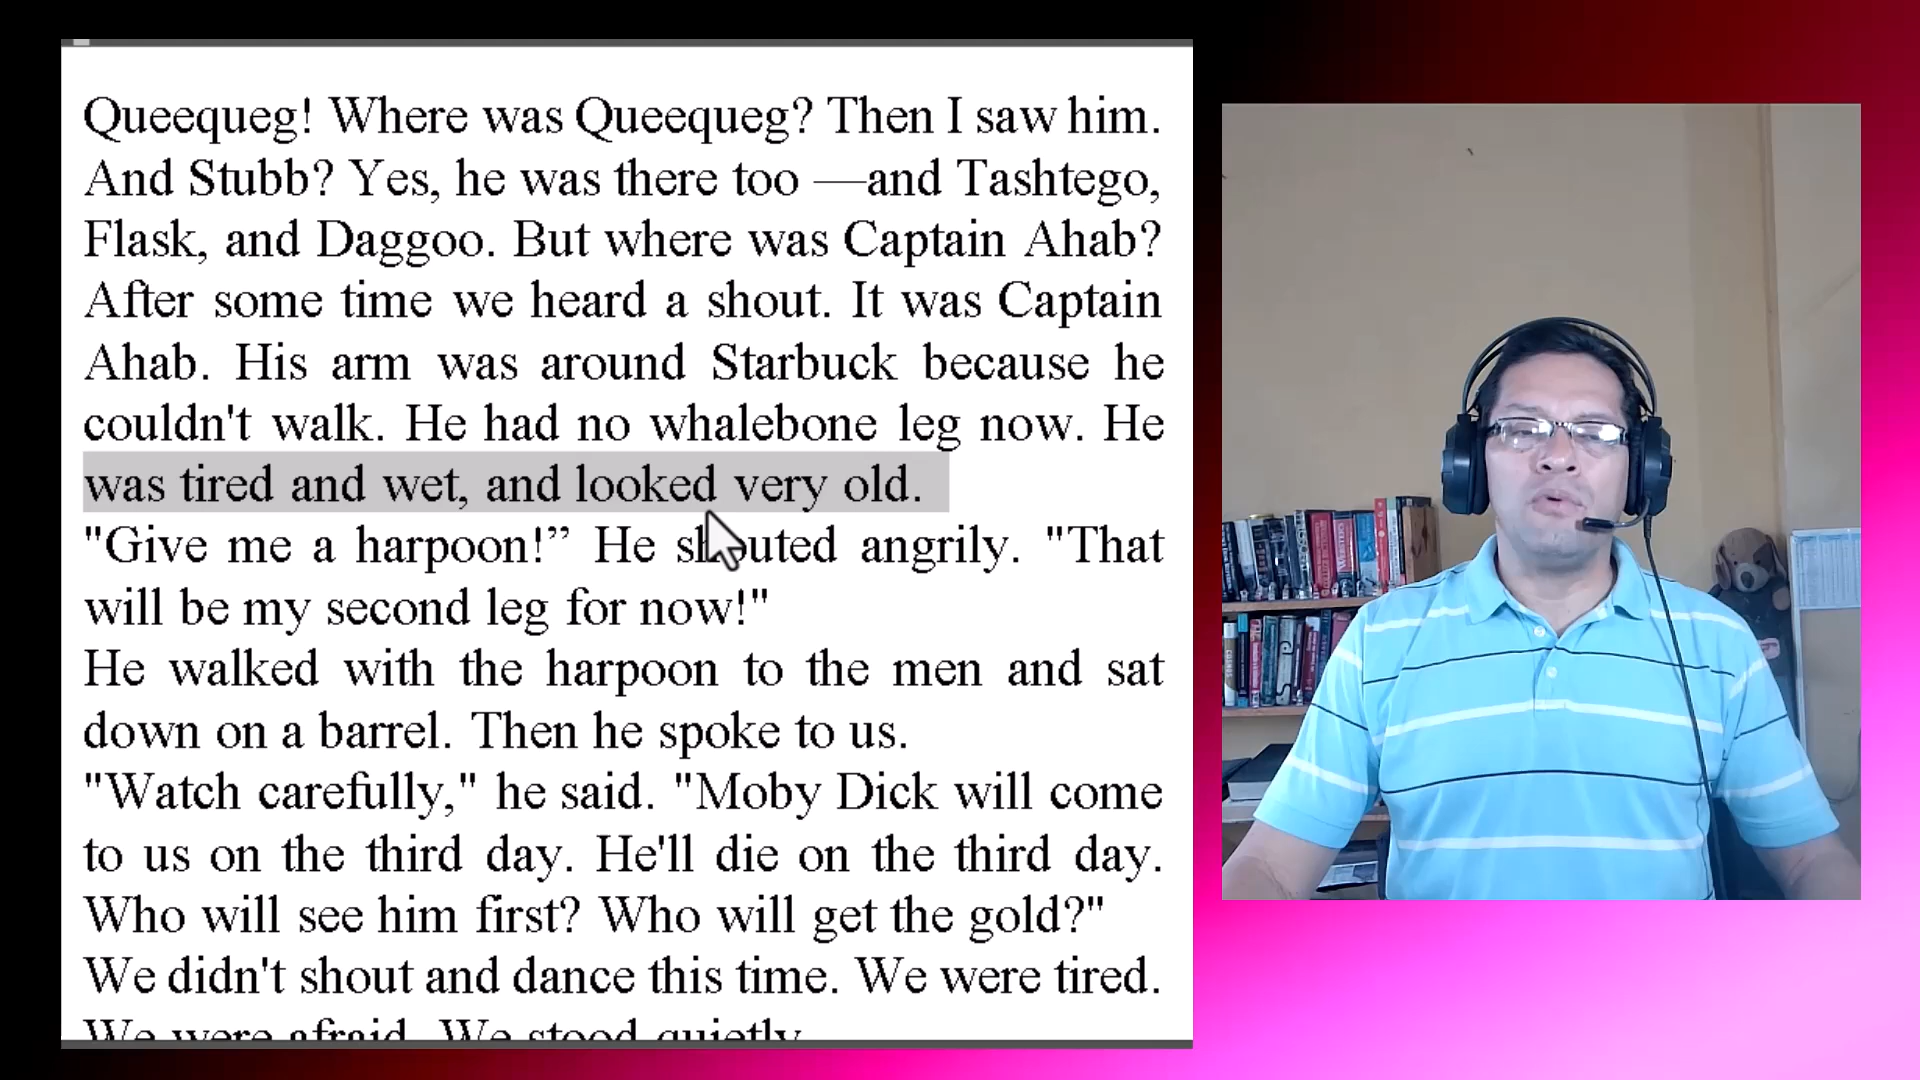 Queequeg! Where was Queequeg? Then I saw him.
And Stubb? Yes, he was there too —and Tashtego,
Flask, and Daggoo. But where was Captain Ahab?
After some time we heard a shout. It was Captain
Ahab. His arm was around Starbuck because he
couldn't walk. He had no whalebone leg now. He
was tired and wet, and looked very old.
"Give me a harpoon!” He shouted angrily. "That
will be my second leg for now!"
He walked with the harpoon to the men and sat
down on a barrel. Then he spoke to us.
"Watch carefully," he said. "Moby Dick will come
to us on the third day. He'll die on the third day.
Who will see him first? Who will get the gold?"
We didn't shout and dance this time. We were tired.
We were afraid. We stood quietly